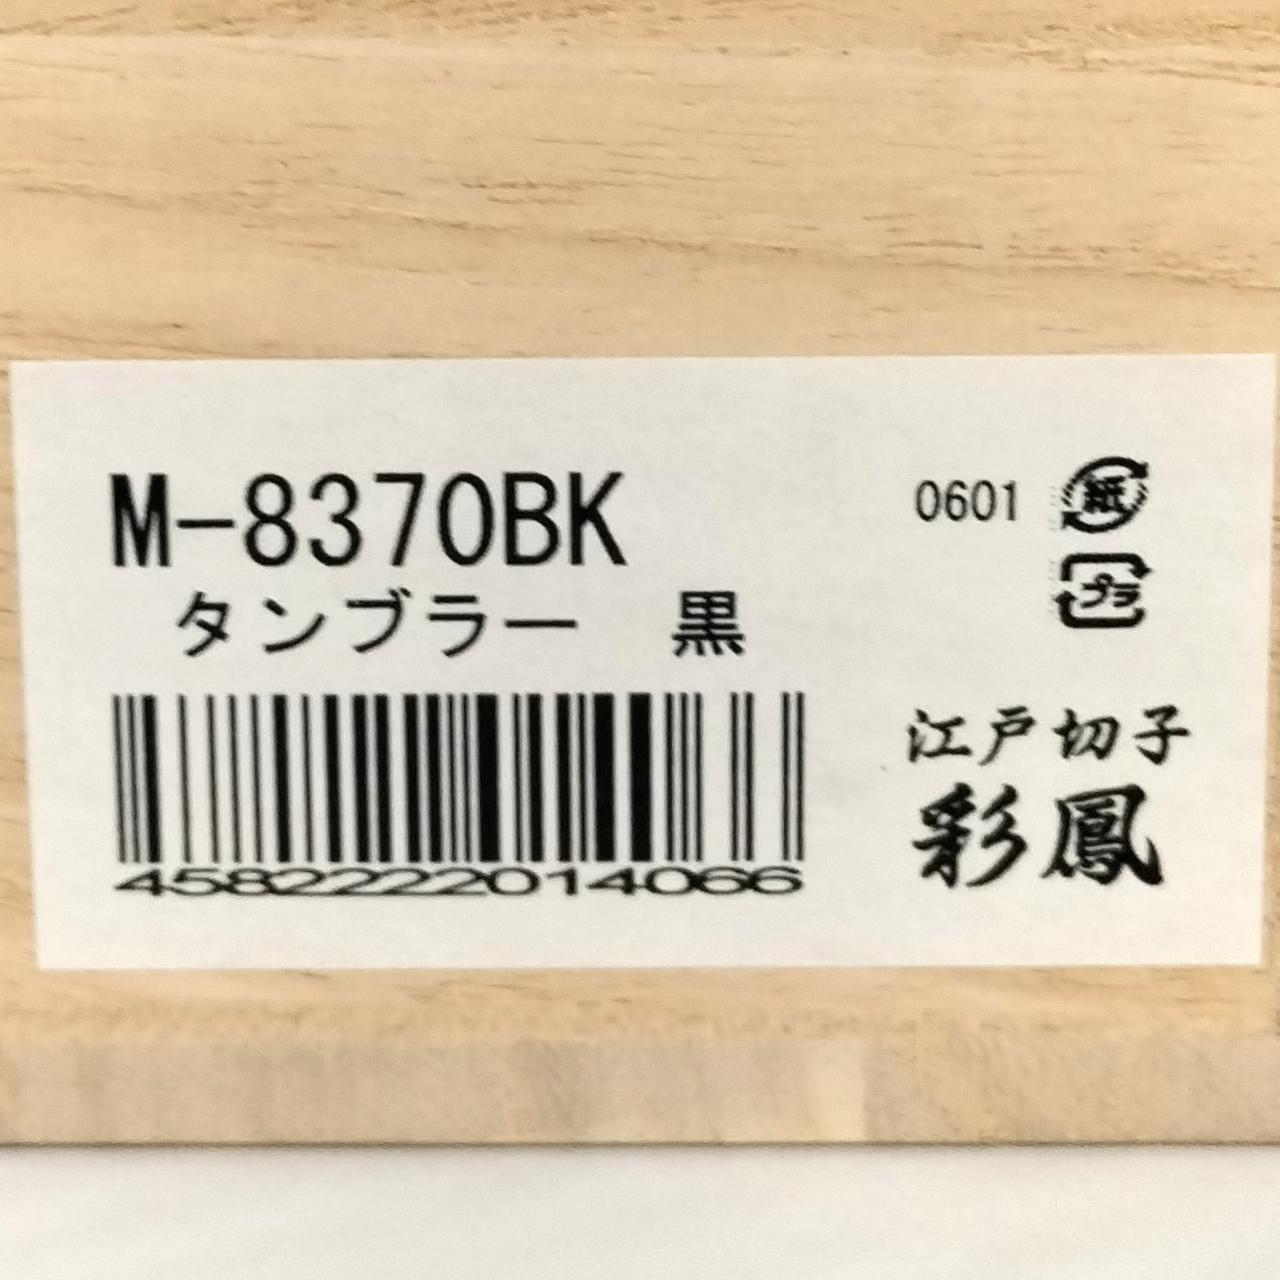 M-8370BK
0601
紙
タンブラー 黒
プラ
江戸切子
彩鳳
4582222014066